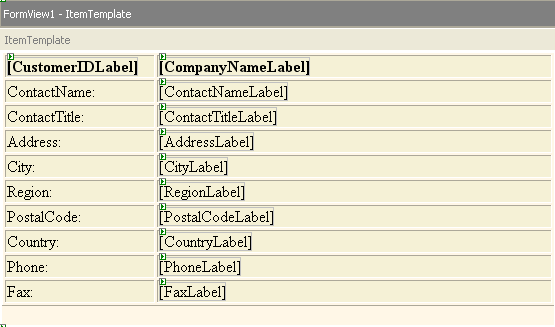 FormView1 - ItemTemplate
ItemTemplate
[CustomerIDLabel] [CompanyNameLabel]
ContactName: [ContactNameLabel]
ContactTitle: [ContactTitleLabel]
Address: [AddressLabel]
City: [CityLabel]
Region: [RegionLabel]
PostalCode: [PostalCodeLabel]
Country: [CountryLabel]
Phone: [PhoneLabel]
Fax: [FaxLabel]